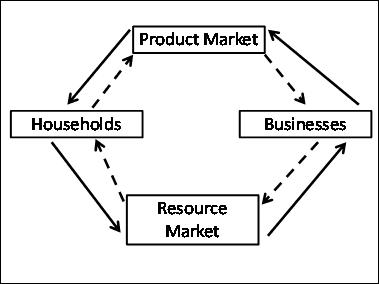 Product Market
Households
Businesses
Resource
Market